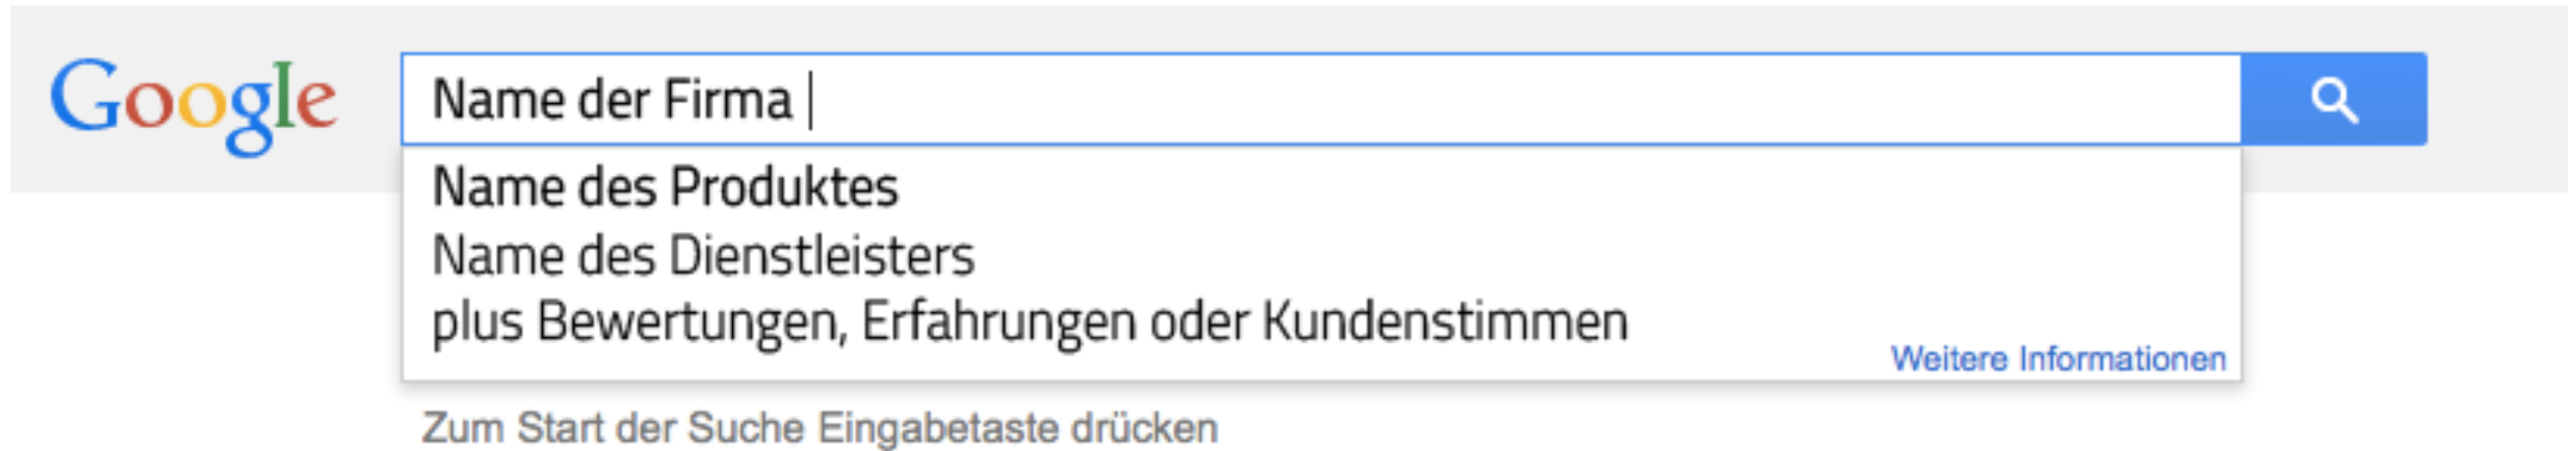 Google
Name der Firma
Name des Produktes
Name des Dienstleisters
plus Bewertungen, Erfahrungen oder Kundenstimmen
Weitere Informationen
Zum Start der Suche Eingabetaste drücken